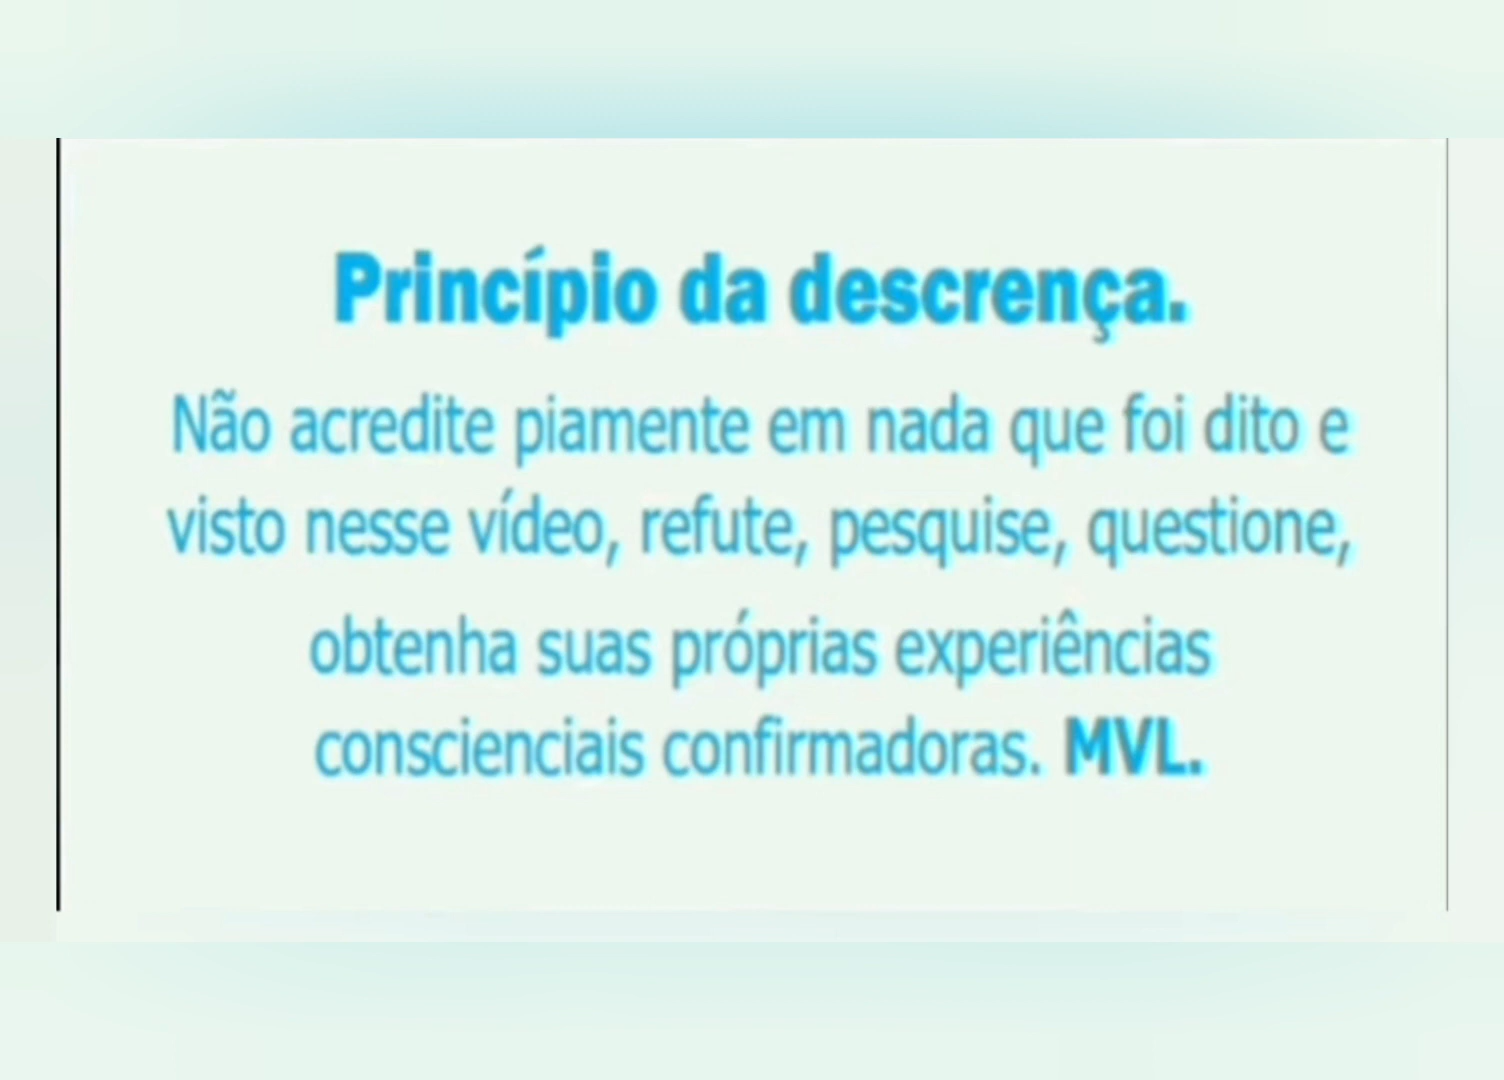 Princípio da descrença.
Não acredite piamente em nada que foi dito e
visto nesse vídeo, refute, pesquise, questione,
obtenha suas próprias experiências
conscienciais confirmadoras. MVL.